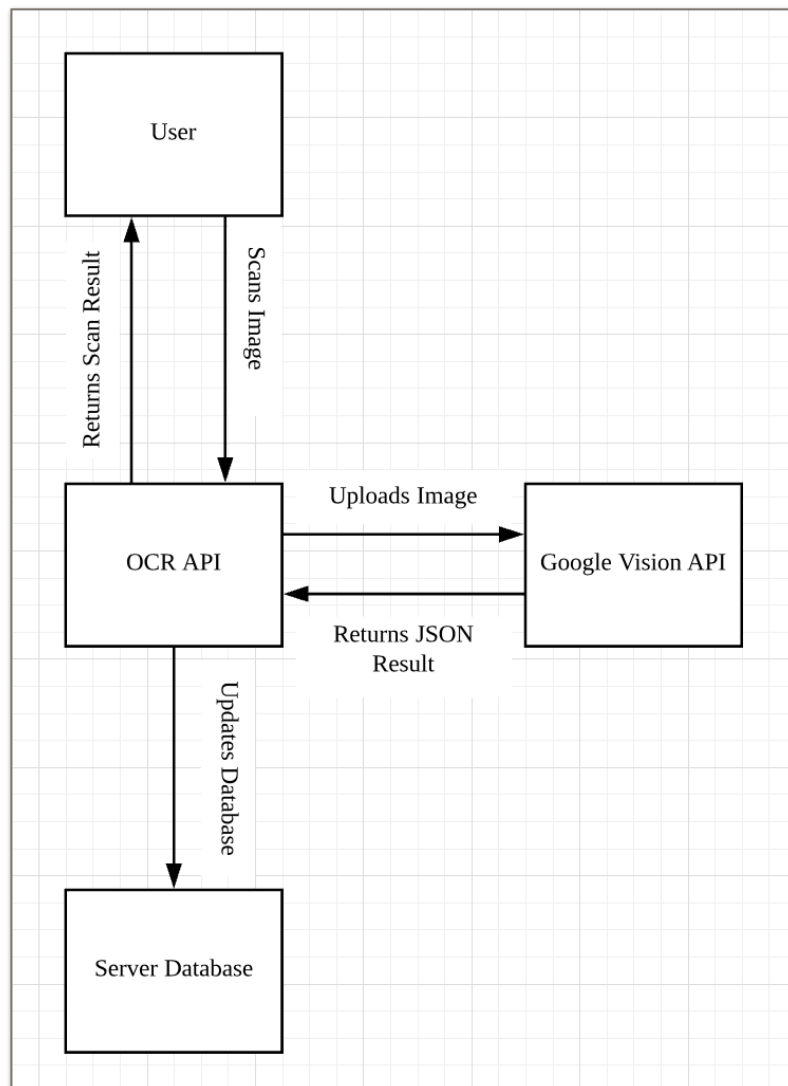 User
Returns Scan Result
Scans Image
Uploads Image
OCR API
Google Vision API
Returns JSON
Result
Updates Database
Server Database